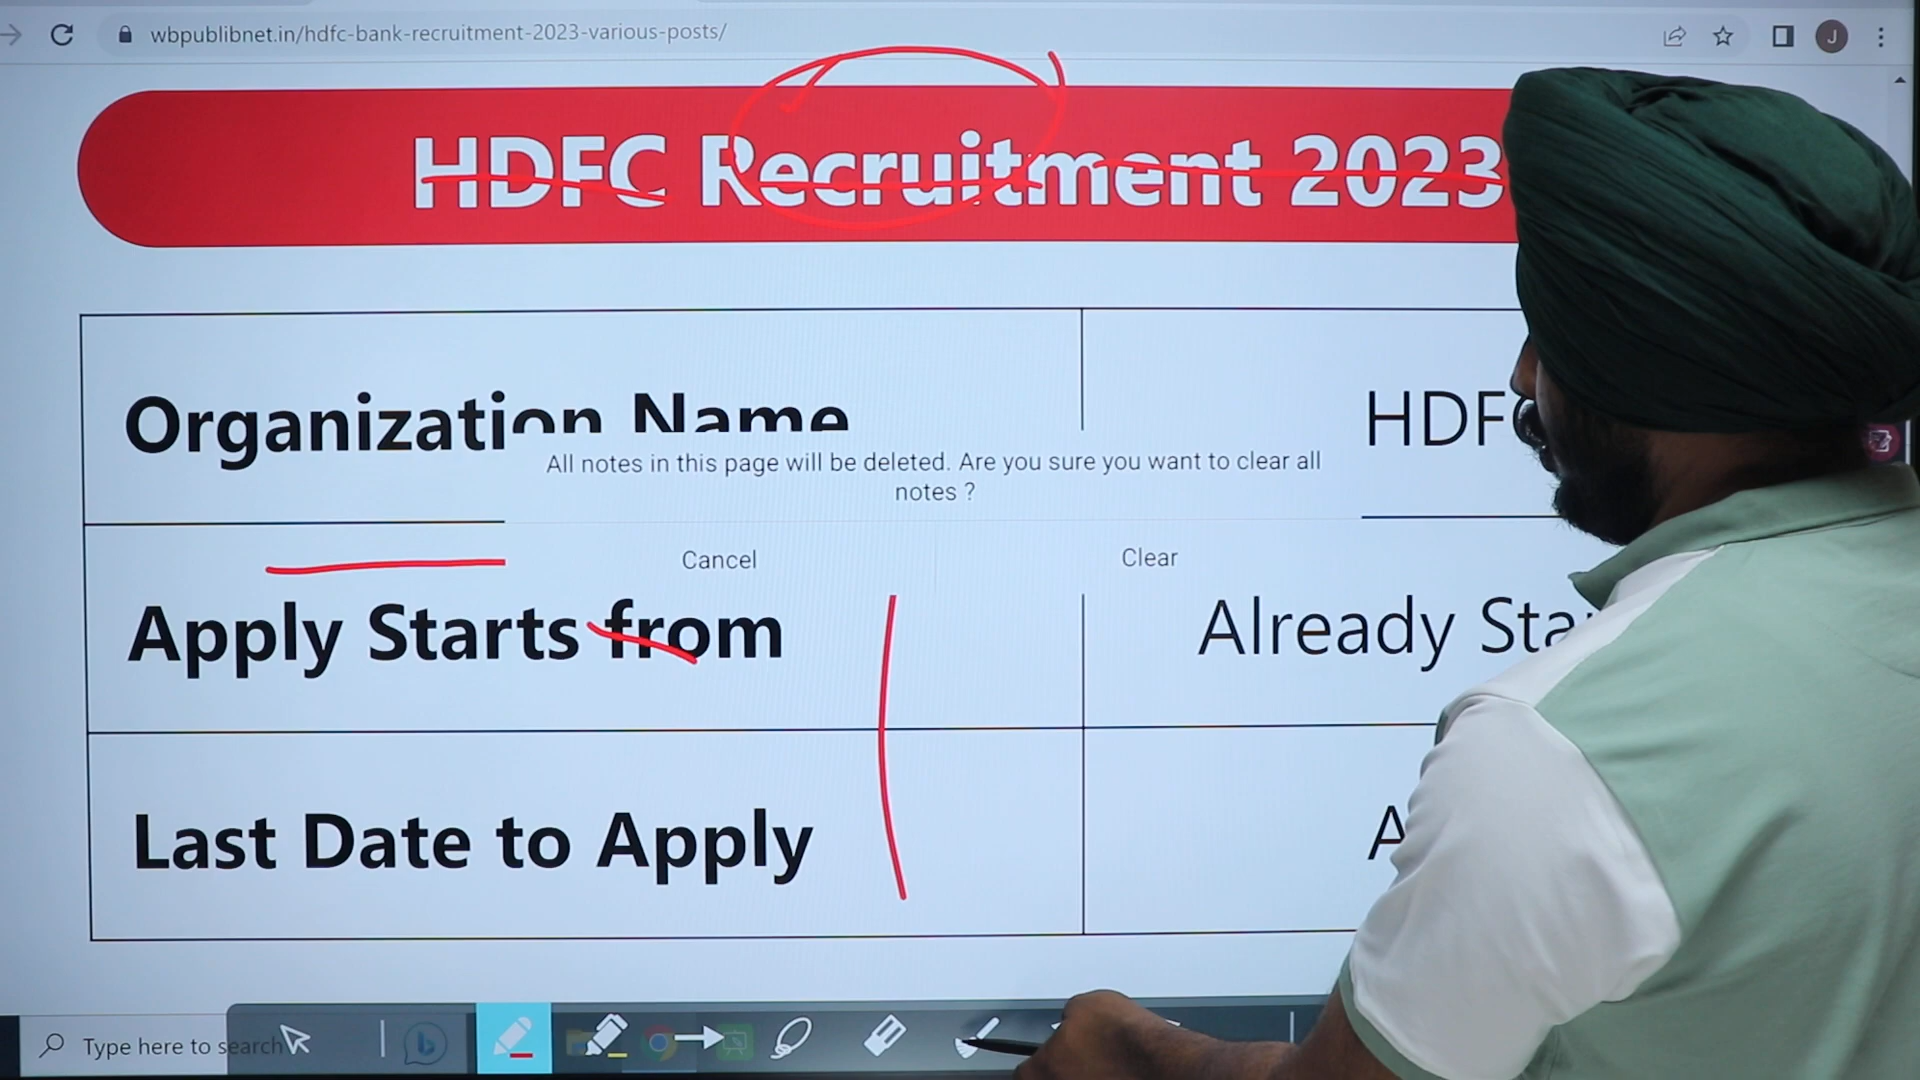 wbpublibnet.in/hdfc-bank-recruitment-2023-various-posts/
J
HDFC Recruitment 2023
Organization Name
HDFC
All notes in this page will be deleted. Are you sure you want to clear all
notes ?
Cancel
Clear
Apply Starts from
Already Sta
Last Date to Apply
A
Type here to search